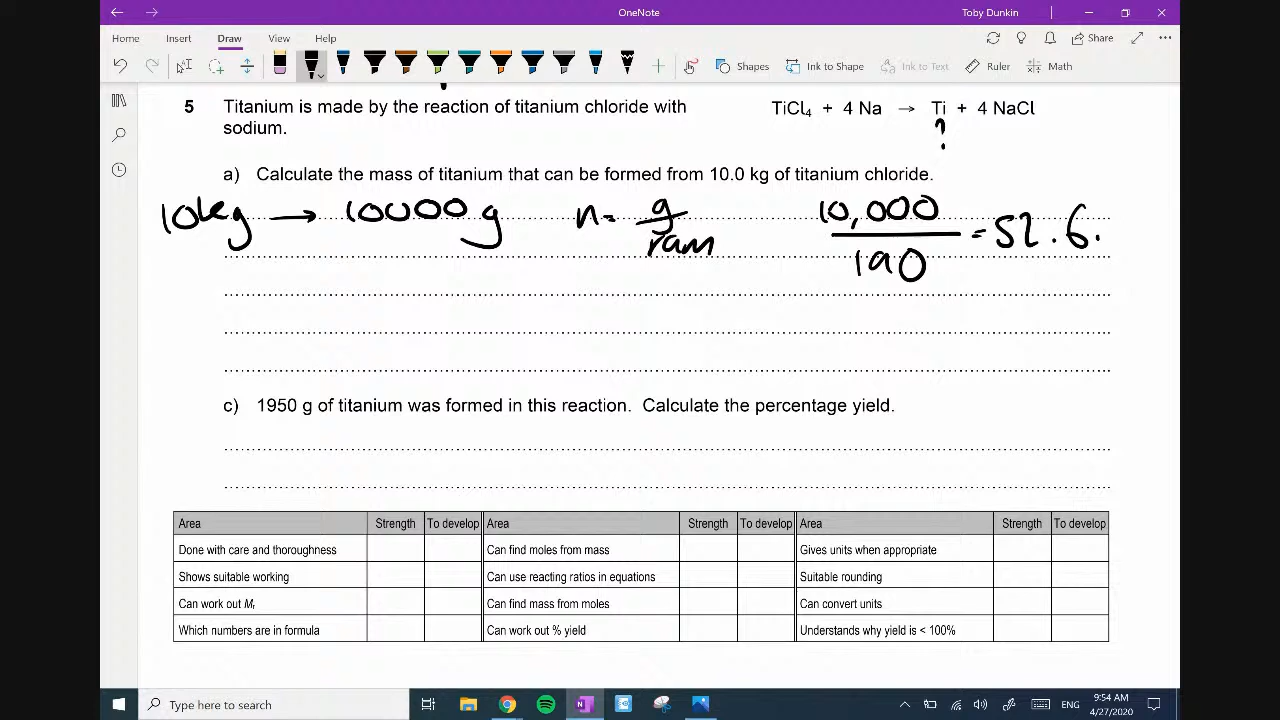 OneNote
Toby Dunkin
Home Insert Draw View Help
Share
Shapes Ink to Shape Ink to Text Ruler Math
5 Titanium is made by the reaction of titanium chloride with TiCl₄ + 4 Na → Ti + 4 NaCl
sodium.
?
a) Calculate the mass of titanium that can be formed from 10.0 kg of titanium chloride.
10kg → 10000 g n= g/ram 10,000/190 = 52.6.
c) 1950 g of titanium was formed in this reaction. Calculate the percentage yield.
Area Strength To develop Area Strength To develop Area Strength To develop
Done with care and thoroughness Can find moles from mass Gives units when appropriate
Shows suitable working Can use reacting ratios in equations Suitable rounding
Can work out Mr Can find mass from moles Can convert units
Which numbers are in formula Can work out % yield Understands why yield is < 100%
Type here to search
ENG
9:54 AM
4/27/2020